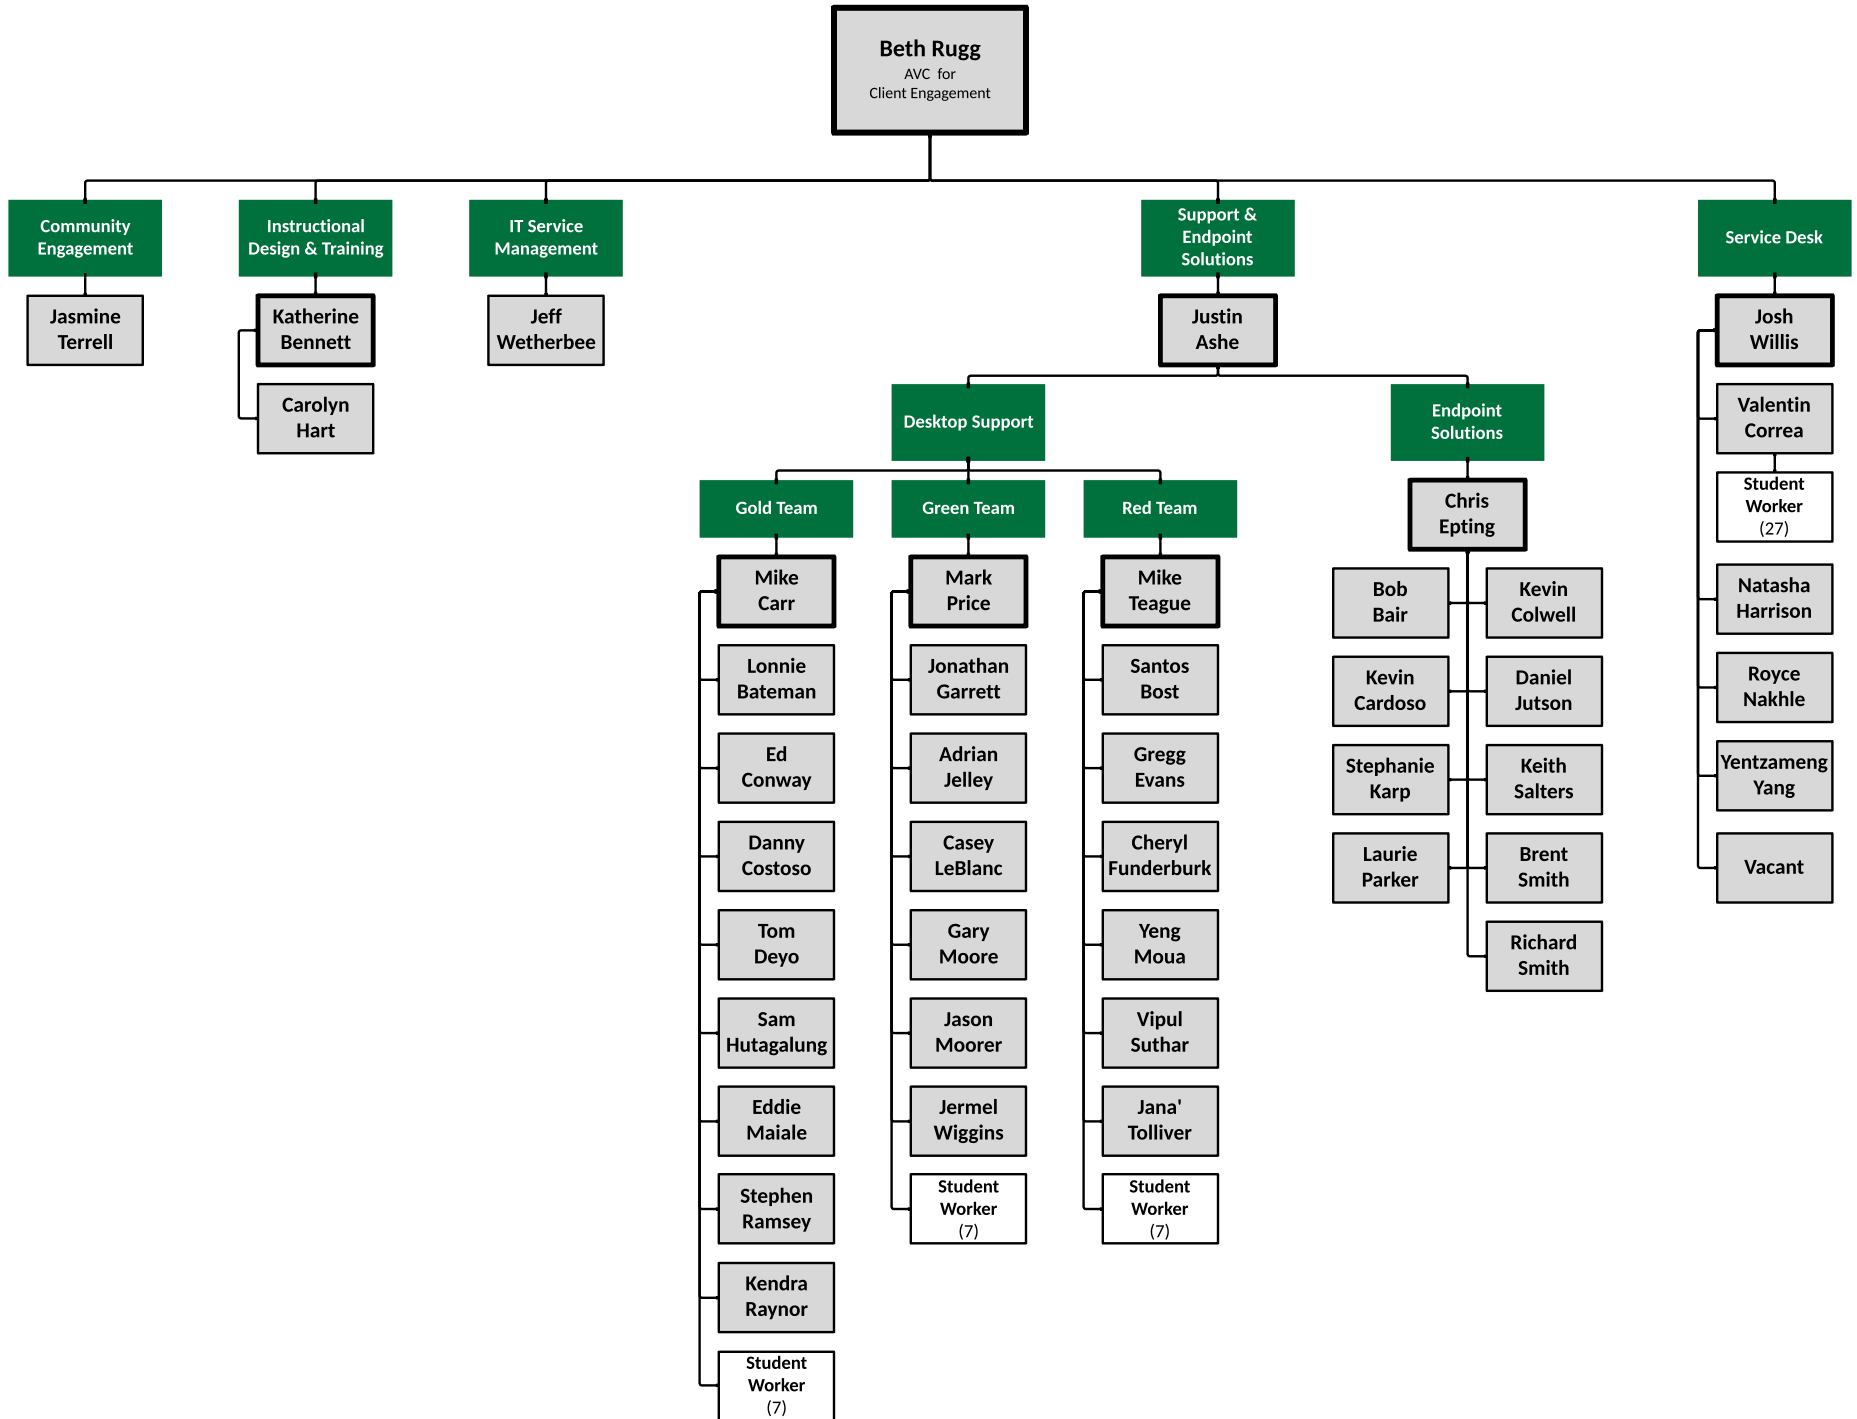 Beth Rugg
AVC for
Client Engagement
Community
Engagement
Jasmine
Terrell
Instructional
Design & Training
Katherine
Bennett
Carolyn
Hart
IT Service
Management
Jeff
Wetherbee
Support &
Endpoint
Solutions
Justin
Ashe
Desktop Support
Gold Team
Mike
Carr
Lonnie
Bateman
Ed
Conway
Danny
Costoso
Tom
Deyo
Sam
Hutagalung
Eddie
Maiale
Stephen
Ramsey
Kendra
Raynor
Student
Worker
(7)
Green Team
Mark
Price
Jonathan
Garrett
Adrian
Jelley
Casey
LeBlanc
Gary
Moore
Jason
Moorer
Jermel
Wiggins
Student
Worker
(7)
Red Team
Mike
Teague
Santos
Bost
Gregg
Evans
Cheryl
Funderburk
Yeng
Moua
Vipul
Suthar
Jana'
Tolliver
Student
Worker
(7)
Endpoint
Solutions
Chris
Epting
Bob
Bair
Kevin
Colwell
Kevin
Cardoso
Daniel
Jutson
Stephanie
Karp
Keith
Salters
Laurie
Parker
Brent
Smith
Richard
Smith
Service Desk
Josh
Willis
Valentin
Correa
Student
Worker
(27)
Natasha
Harrison
Royce
Nakhle
Yentzameng
Yang
Vacant